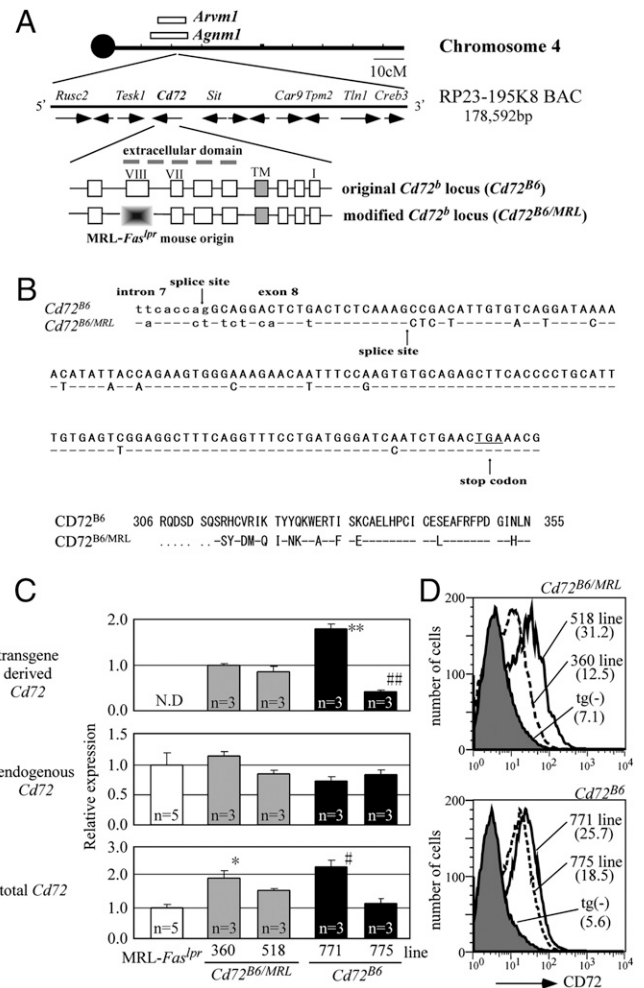 A
Arvm1
Agnm1
Chromosome 4
10cM
Rusc2 Tesk1 Cd72 Sit Car9 Tpm2 Tln1 Creb3
5' 3'
RP23-195K8 BAC
178,592bp
extracellular domain
VIII VII TM I
original Cd72b locus (Cd72B6)
modified Cd72b locus (Cd72B6/MRL)
MRL-Faslpr mouse origin
B
splice site
intron 7 exon 8
Cd72B6 ttcaccagGCAGGACTCTGACTCTCAAAGCCGACATTGTGTCAGGATAAAA
Cd72B6/MRL -a----ct-tct-ca--t----------CTC-T------A--T----C--
splice site
ACATATTACCAGAAGTGGGAAAGAACAATTTCCAAGTGTGCAGAGCTTCACCCCTGCATT
-T----A--A----------C-------T-----G------------------------
TGTGAGTCGGAGGCTTTCAGGTTTCCTGATGGGATCAATCTGAACTGAAACG
-------T----------------------------C---------------
stop codon
CD72B6 306 RQDSD SQSRHCVRIK TYYQKWERTI SKCAELHPCI CESEAFRFPD GINLN 355
CD72B6/MRL ..... ..-SY-DM-Q I-NK--A--F -E-------- ---L------ --H--
C
transgene
derived
Cd72
2.0
1.0
0.0
N.D
n=3 n=3 n=3 n=3
**
##
endogenous
Cd72
Relative expression
1.5
1.0
0.5
0.0
n=5 n=3 n=3 n=3 n=3
total Cd72
3.0
2.0
1.0
0.0
* #
n=5 n=3 n=3 n=3 n=3
MRL-Faslpr 360 518 771 775 line
Cd72B6/MRL Cd72B6
D
Cd72B6/MRL
number of cells
200
100
0
518 line
(31.2)
360 line
(12.5)
tg(-)
(7.1)
100 101 102 103 104
Cd72B6
number of cells
200
100
0
771 line
(25.7)
775 line
(18.5)
tg(-)
(5.6)
100 101 102 103 104
CD72